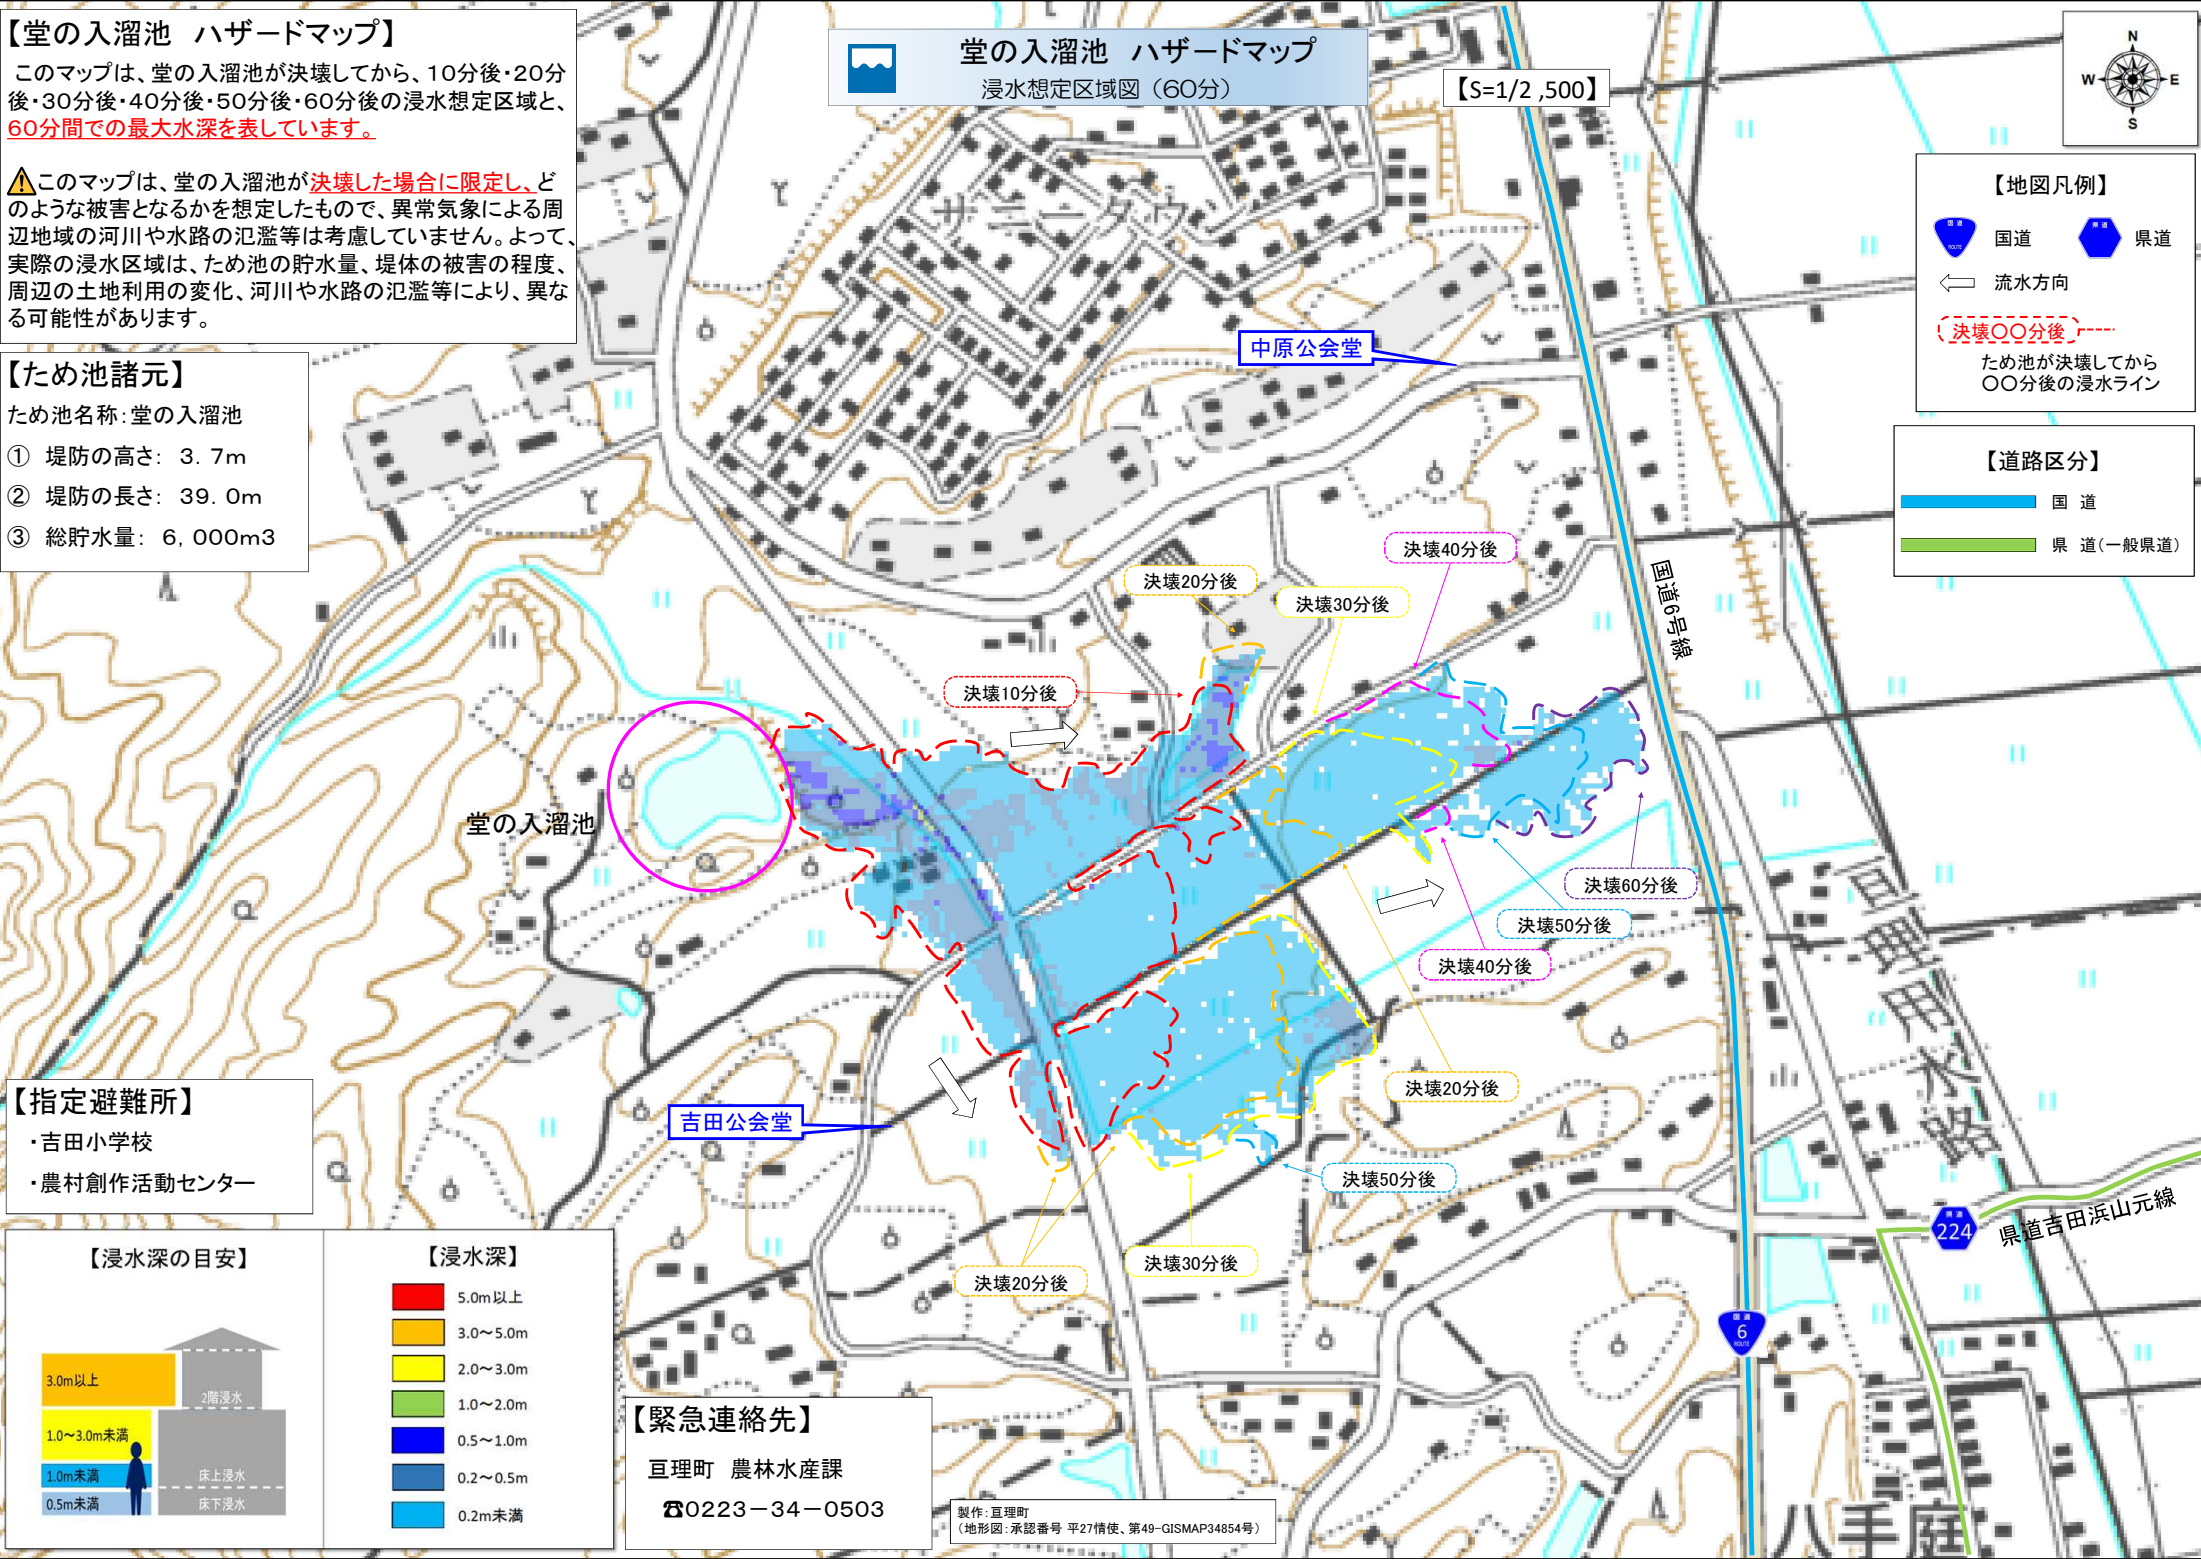 【堂の入溜池　ハザードマップ】
このマップは、堂の入溜池が決壊してから、10分後・20分
後・30分後・40分後・50分後・60分後の浸水想定区域と、
60分間での最大水深を表しています。
⚠このマップは、堂の入溜池が決壊した場合に限定し、ど
のような被害となるかを想定したもので、異常気象による周
辺地域の河川や水路の氾濫等は考慮していません。よって、
実際の浸水区域は、ため池の貯水量、堤体の被害の程度、
周辺の土地利用の変化、河川や水路の氾濫等により、異な
る可能性があります。
【ため池諸元】
ため池名称：堂の入溜池
① 堤防の高さ： 3．7m
② 堤防の長さ： 39．0m
③ 総貯水量： 6，000m3
堂の入溜池　ハザードマップ
浸水想定区域図（60分）
【S=1/2 ,500】
N
W E
S
【地図凡例】
国道 ROUTE 国道
県道 県道
流水方向
決壊〇〇分後
ため池が決壊してから
〇〇分後の浸水ライン
【道路区分】
国 道
県 道（一般県道）
サニータウン
中原公会堂
決壊40分後
決壊20分後
決壊30分後
決壊10分後
国道6号線
堂の入溜池
決壊60分後
決壊50分後
決壊40分後
決壊20分後
亘理用水路
吉田公会堂
決壊50分後
決壊30分後
決壊20分後
県道
224
県道吉田浜山元線
国道
6
ROUTE
八手庭
【指定避難所】
・吉田小学校
・農村創作活動センター
【浸水深の目安】
3.0m以上
2階浸水
1.0～3.0m未満
1.0m未満
床上浸水
0.5m未満
床下浸水
【浸水深】
5.0m以上
3.0～5.0m
2.0～3.0m
1.0～2.0m
0.5～1.0m
0.2～0.5m
0.2m未満
【緊急連絡先】
亘理町 農林水産課
☎0223－34－0503
製作：亘理町
（地形図：承認番号 平27情使、第49-GISMAP34854号）